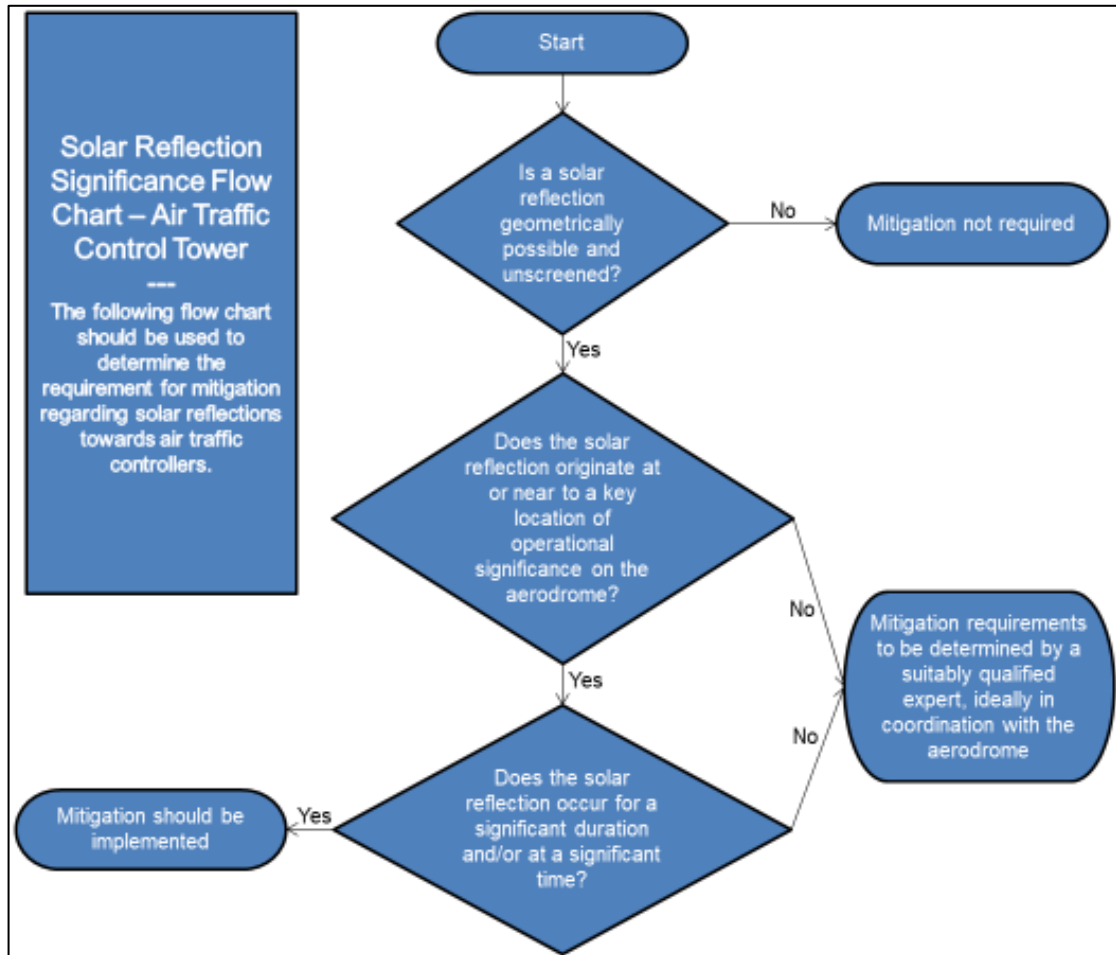 Solar Reflection
Significance Flow
Chart – Air Traffic
Control Tower
---
The following flow chart
should be used to
determine the
requirement for mitigation
regarding solar reflections
towards air traffic
controllers.
Start
Is a solar
reflection
geometrically
possible and
unscreened?
No
Mitigation not required
Yes
Does the solar
reflection originate at
or near to a key
location of
operational
significance on the
aerodrome?
No
Mitigation requirements
to be determined by a
suitably qualified
expert, ideally in
coordination with the
aerodrome
Yes
No
Does the solar
reflection occur for a
significant duration
and/or at a significant
time?
Yes
Mitigation should be
implemented